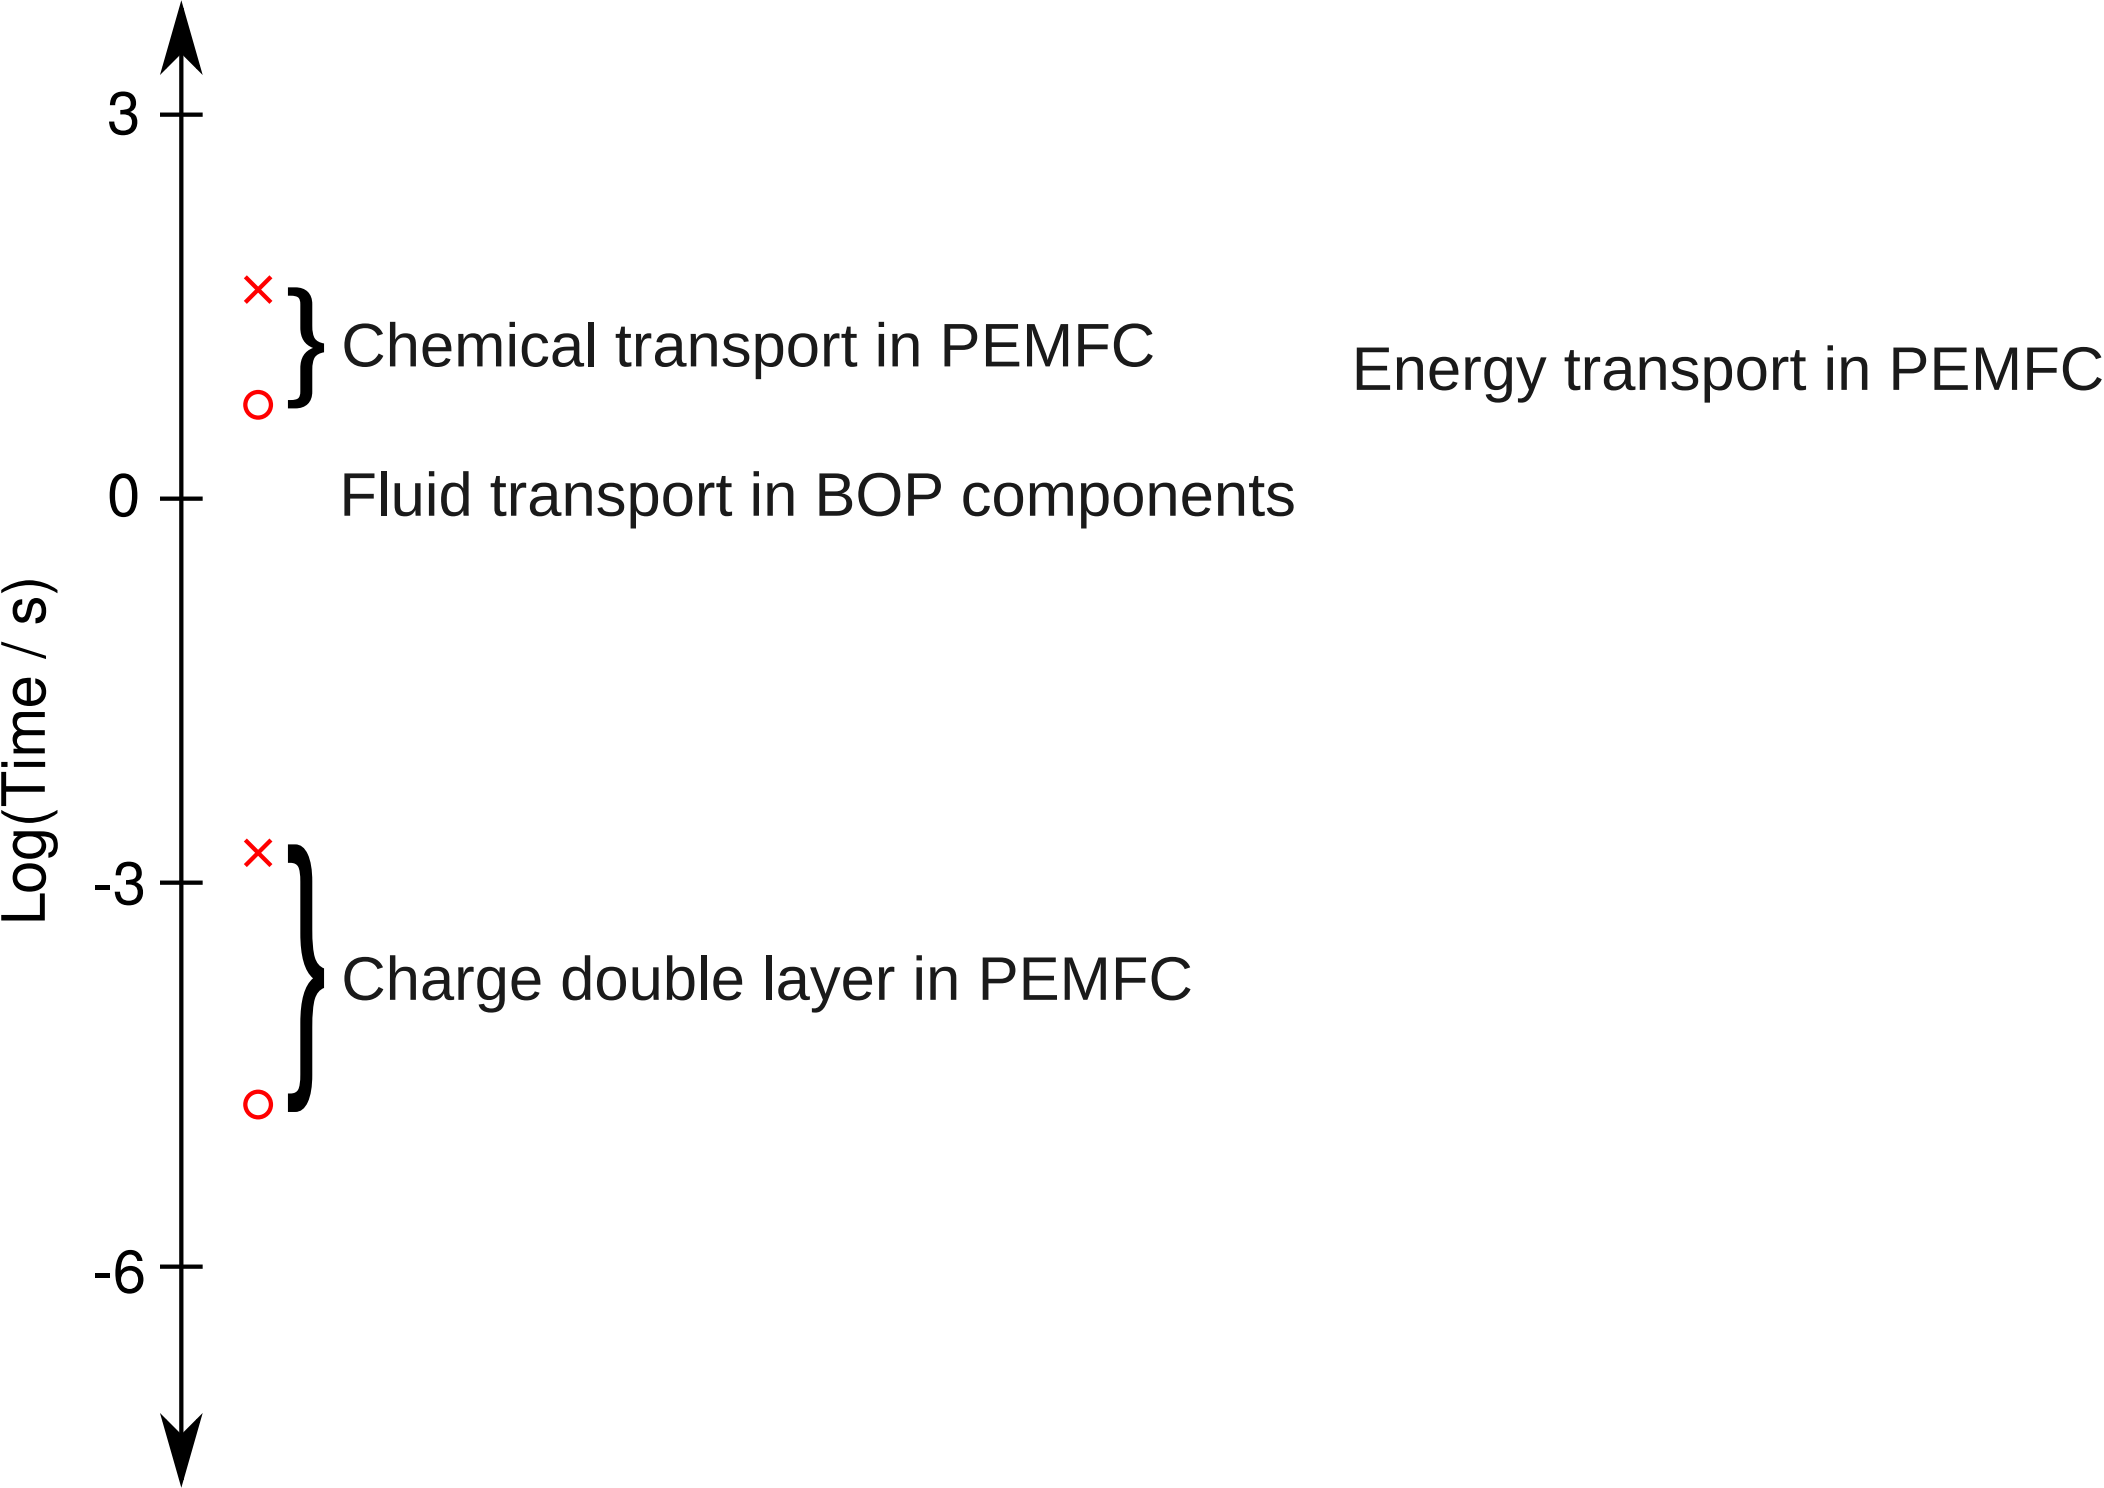 3
Chemical transport in PEMFC
Energy transport in PEMFC
0
Fluid transport in BOP components
Log(Time / s)
-3
Charge double layer in PEMFC
-6